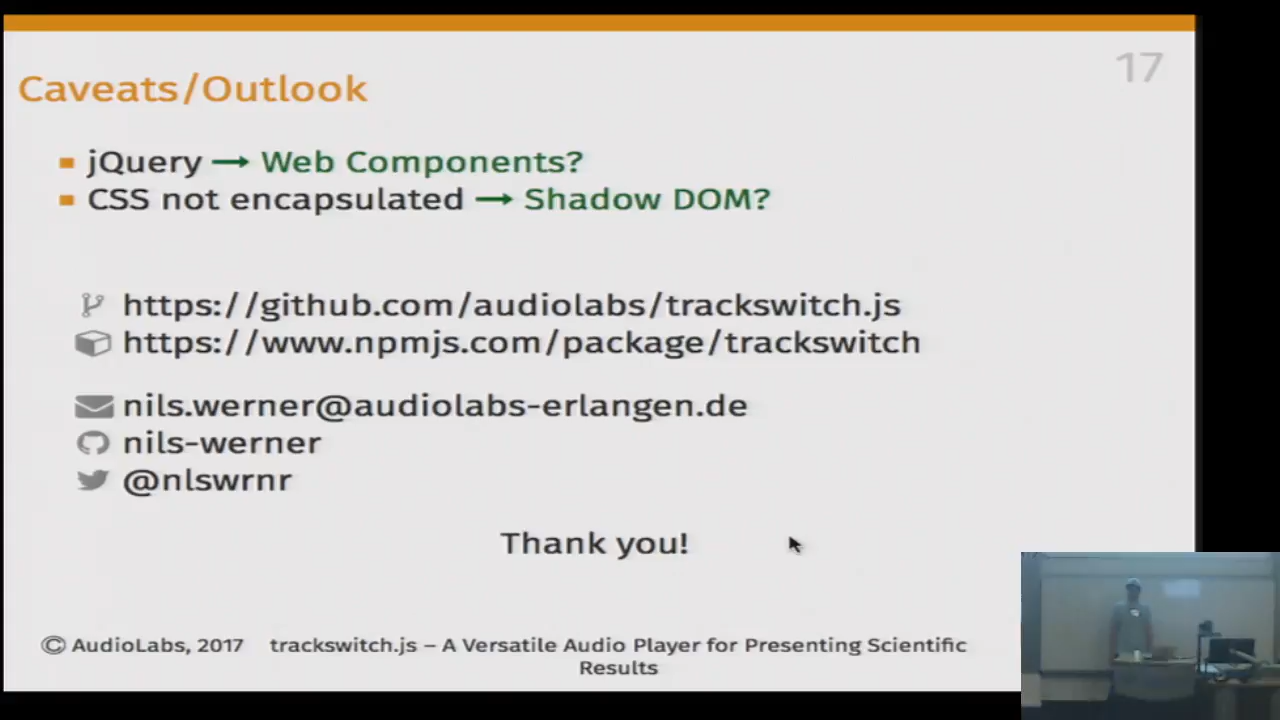 17
Caveats/Outlook
jQuery → Web Components?
CSS not encapsulated → Shadow DOM?
https://github.com/audiolabs/trackswitch.js
https://www.npmjs.com/package/trackswitch
nils.werner@audiolabs-erlangen.de
nils-werner
@nlswrnr
Thank you!
© AudioLabs, 2017 trackswitch.js – A Versatile Audio Player for Presenting Scientific
Results